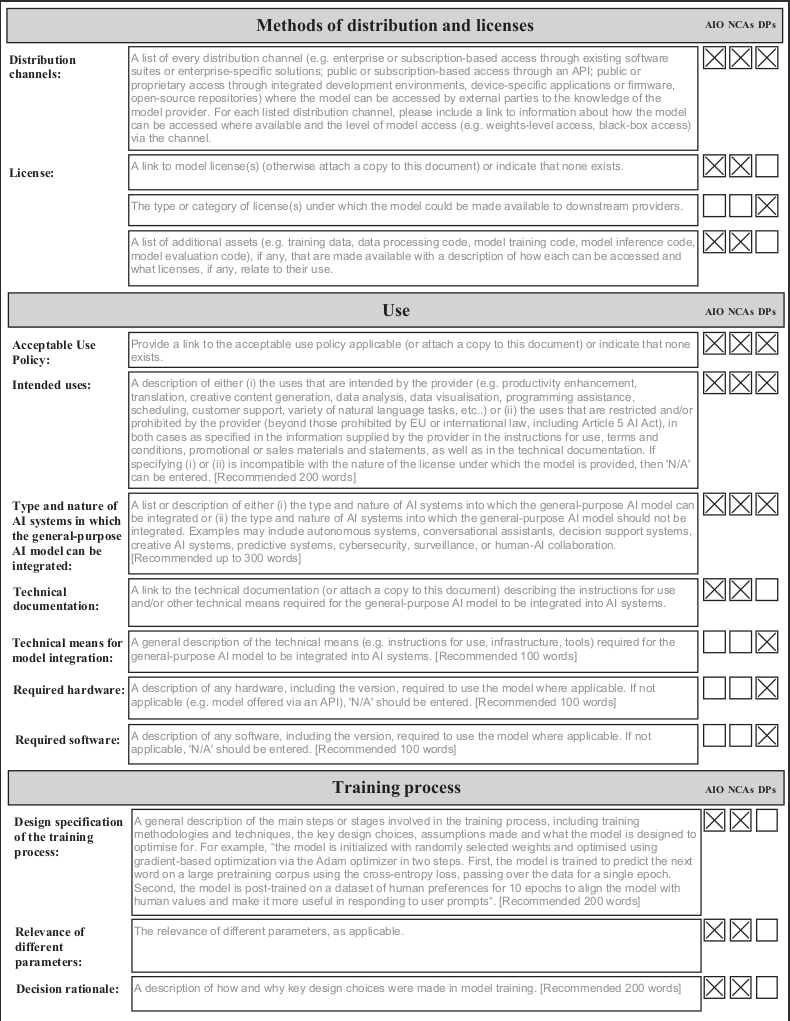 Methods of distribution and licenses AIO NCAs DPs
Distribution
channels:
A list of every distribution channel (e.g. enterprise or subscription-based access through existing software
suites or enterprise-specific solutions; public or subscription-based access through an API; public or
proprietary access through integrated development environments, device-specific applications or firmware,
open-source repositories) where the model can be accessed by external parties to the knowledge of the
model provider. For each listed distribution channel, please include a link to information about how the model
can be accessed where available and the level of model access (e.g. weights-level access, black-box access)
via the channel.
License:
A link to model license(s) (otherwise attach a copy to this document) or indicate that none exists.
The type or category of license(s) under which the model could be made available to downstream providers.
A list of additional assets (e.g. training data, data processing code, model training code, model inference code,
model evaluation code), if any, that are made available with a description of how each can be accessed and
what licenses, if any, relate to their use.
Use AIO NCAs DPs
Acceptable Use
Policy:
Provide a link to the acceptable use policy applicable (or attach a copy to this document) or indicate that none
exists.
Intended uses:
A description of either (i) the uses that are intended by the provider (e.g. productivity enhancement,
translation, creative content generation, data analysis, data visualisation, programming assistance,
scheduling, customer support, variety of natural language tasks, etc..) or (ii) the uses that are restricted and/or
prohibited by the provider (beyond those prohibited by EU or international law, including Article 5 AI Act), in
both cases as specified in the information supplied by the provider in the instructions for use, terms and
conditions, promotional or sales materials and statements, as well as in the technical documentation. If
specifying (i) or (ii) is incompatible with the nature of the license under which the model is provided, then 'N/A'
can be entered. [Recommended 200 words]
Type and nature of
AI systems in which
the general-purpose
AI model can be
integrated:
A list or description of either (i) the type and nature of AI systems into which the general-purpose AI model can
be integrated or (ii) the type and nature of AI systems into which the general-purpose AI model should not be
integrated. Examples may include autonomous systems, conversational assistants, decision support systems,
creative AI systems, predictive systems, cybersecurity, surveillance, or human-AI collaboration.
[Recommended up to 300 words]
Technical
documentation:
A link to the technical documentation (or attach a copy to this document) describing the instructions for use
and/or other technical means required for the general-purpose AI model to be integrated into AI systems.
Technical means for
model integration:
A general description of the technical means (e.g. instructions for use, infrastructure, tools) required for the
general-purpose AI model to be integrated into AI systems. [Recommended 100 words]
Required hardware:
A description of any hardware, including the version, required to use the model where applicable. If not
applicable (e.g. model offered via an API), 'N/A' should be entered. [Recommended 100 words]
Required software:
A description of any software, including the version, required to use the model where applicable. If not
applicable, 'N/A' should be entered. [Recommended 100 words]
Training process AIO NCAs DPs
Design specification
of the training
process:
A general description of the main steps or stages involved in the training process, including training
methodologies and techniques, the key design choices, assumptions made and what the model is designed to
optimise for. For example, "the model is initialized with randomly selected weights and optimised using
gradient-based optimization via the Adam optimizer in two steps. First, the model is trained to predict the next
word on a large pretraining corpus using the cross-entropy loss, passing over the data for a single epoch.
Second, the model is post-trained on a dataset of human preferences for 10 epochs to align the model with
human values and make it more useful in responding to user prompts". [Recommended 200 words]
Relevance of
different
parameters:
The relevance of different parameters, as applicable.
Decision rationale:
A description of how and why key design choices were made in model training. [Recommended 200 words]